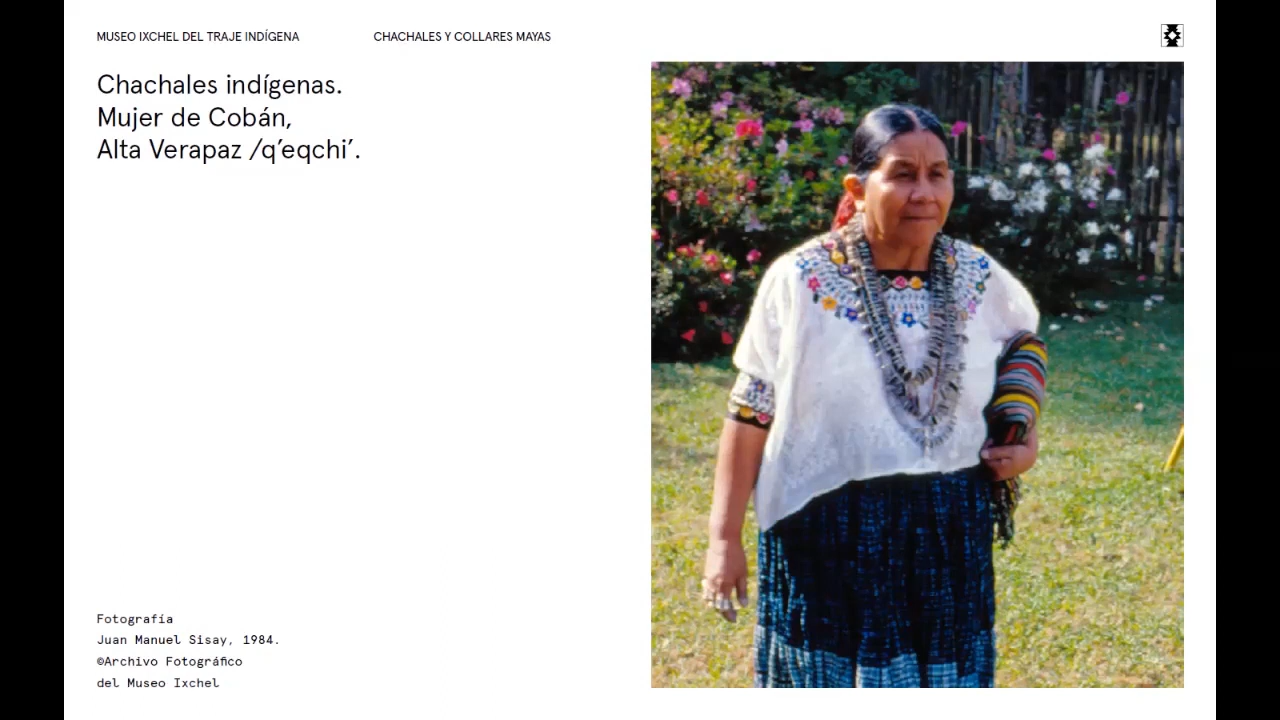 MUSEO IXCHEL DEL TRAJE INDÍGENA
CHACHALES Y COLLARES MAYAS
Chachales indígenas.
Mujer de Cobán,
Alta Verapaz /q’eqchi’.
Fotografía
Juan Manuel Sisay, 1984.
©Archivo Fotográfico
del Museo Ixchel